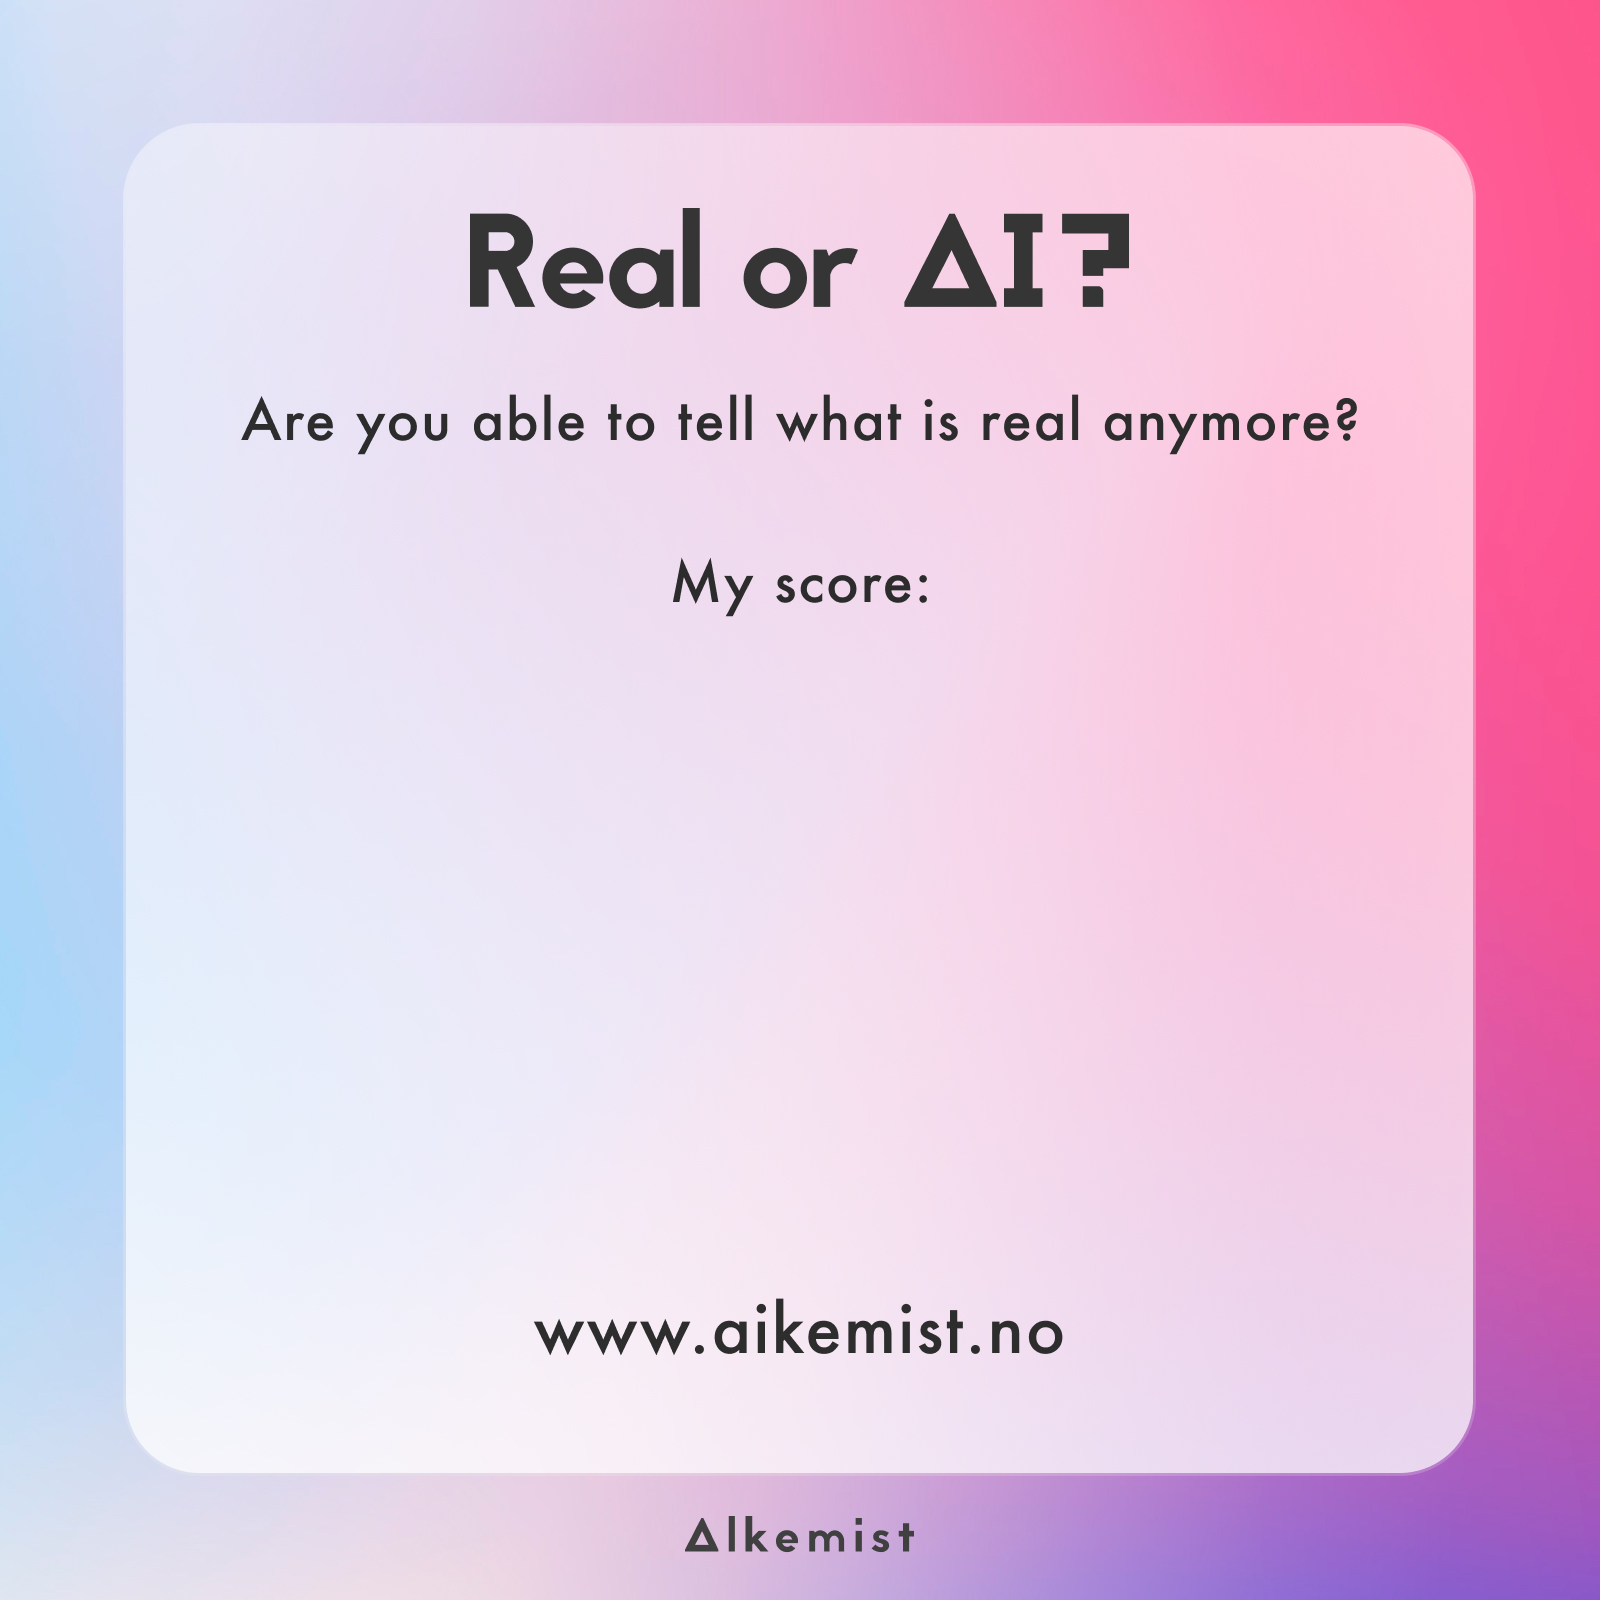 Real or AI?
Are you able to tell what is real anymore?
My score:
www.aikemist.no
AIkemist